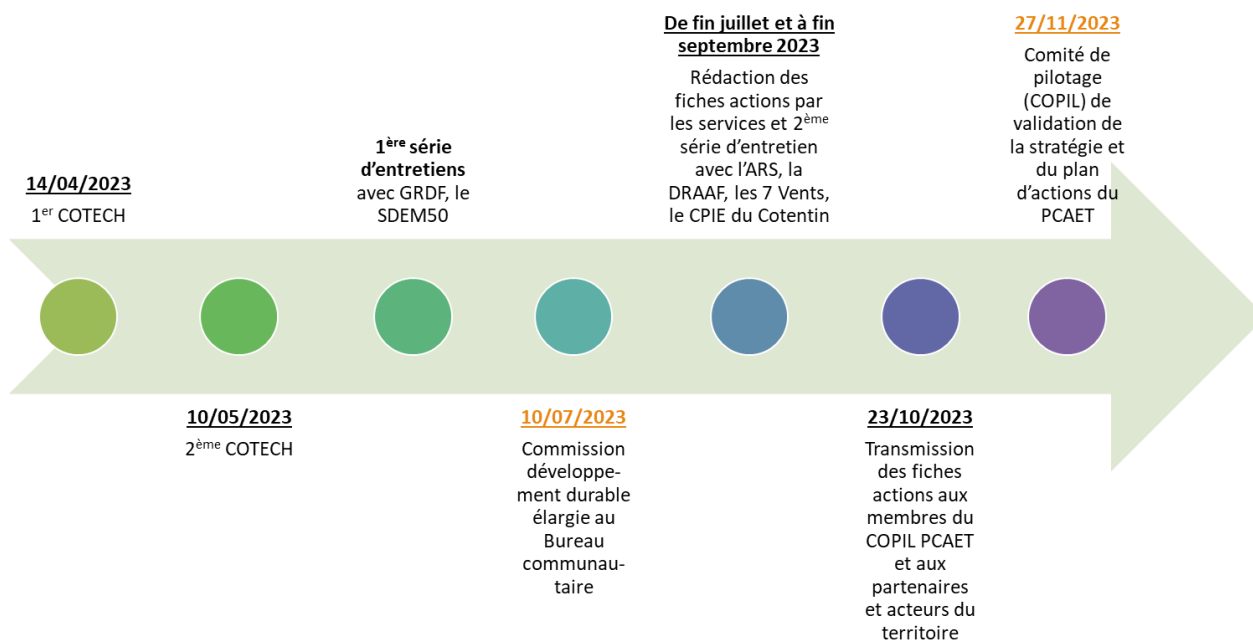 14/04/2023
1er COTECH
10/05/2023
2ème COTECH
1ère série
d’entretiens
avec GRDF, le
SDEM50
10/07/2023
Commission
développe-
ment durable
élargie au
Bureau
communau-
taire
De fin juillet et à fin
septembre 2023
Rédaction des
fiches actions par
les services et 2ème
série d’entretien
avec l’ARS, la
DRAAF, les 7 Vents,
le CPIE du Cotentin
23/10/2023
Transmission
des fiches
actions aux
membres du
COPIL PCAET
et aux
partenaires
et acteurs du
territoire
27/11/2023
Comité de
pilotage
(COPIL) de
validation de
la stratégie et
du plan
d’actions du
PCAET